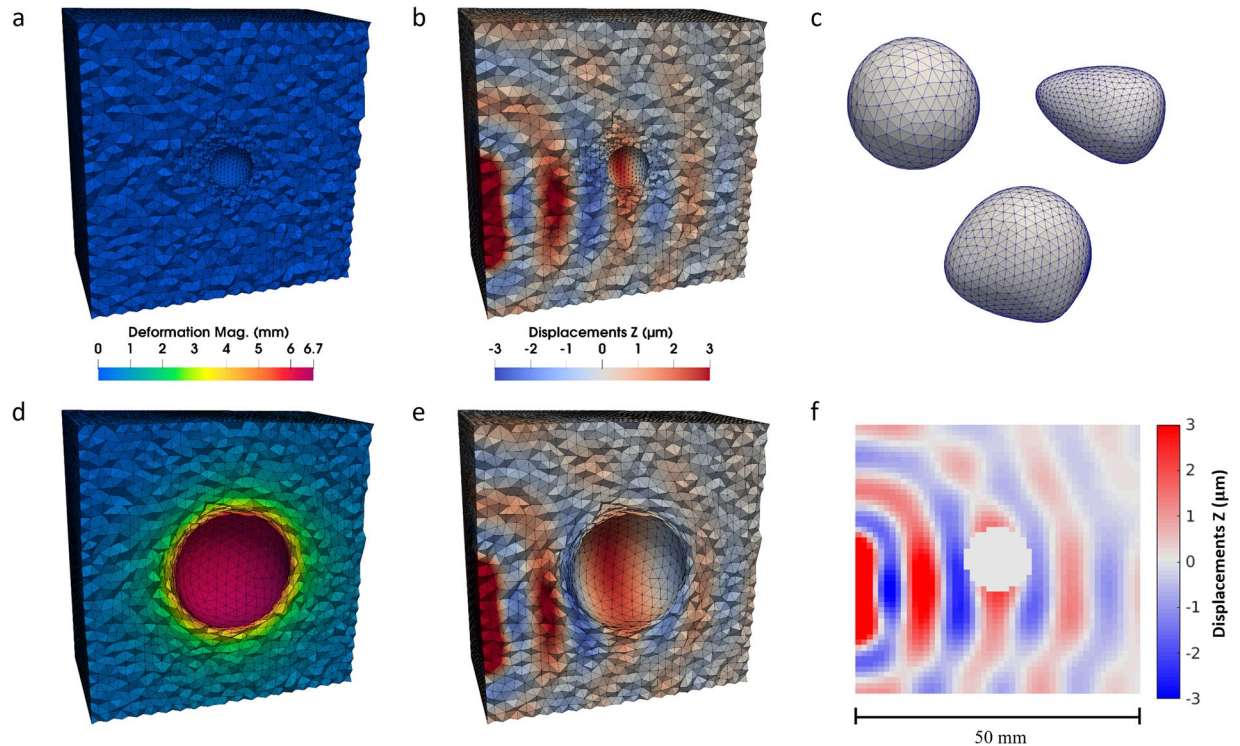 a
b
c
Deformation Mag. (mm)
0 1 2 3 4 5 6 6.7
Displacements Z (µm)
-3 -2 -1 0 1 2 3
d
e
f
3
2
1
0
-1
-2
-3
Displacements Z (µm)
50 mm